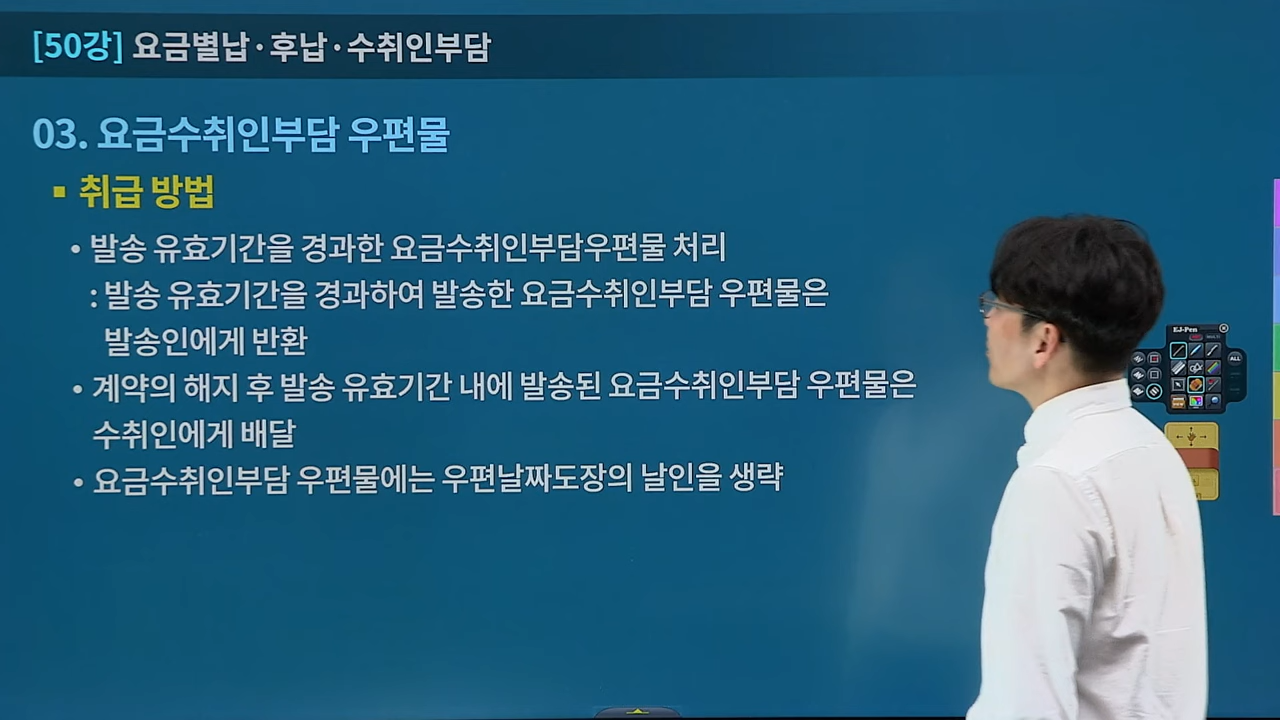 [50강] 요금별납·후납·수취인부담
03. 요금수취인부담 우편물
▪ 취급 방법
• 발송 유효기간을 경과한 요금수취인부담우편물 처리
: 발송 유효기간을 경과하여 발송한 요금수취인부담 우편물은
발송인에게 반환
• 계약의 해지 후 발송 유효기간 내에 발송된 요금수취인부담 우편물은
수취인에게 배달
• 요금수취인부담 우편물에는 우편날짜도장의 날인을 생략
EJ-Pen
ALL